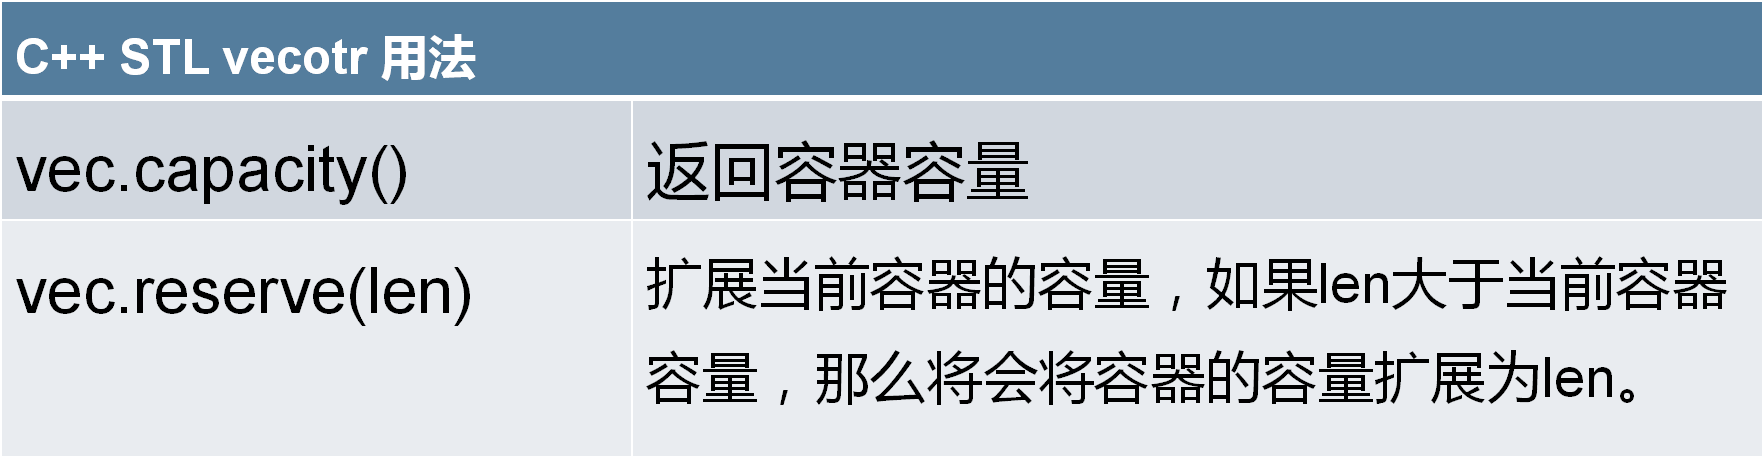 C++ STL vecotr 用法
vec.capacity()
返回容器容量
vec.reserve(len)
扩展当前容器的容量，如果len大于当前容器
容量，那么将会将容器的容量扩展为len。